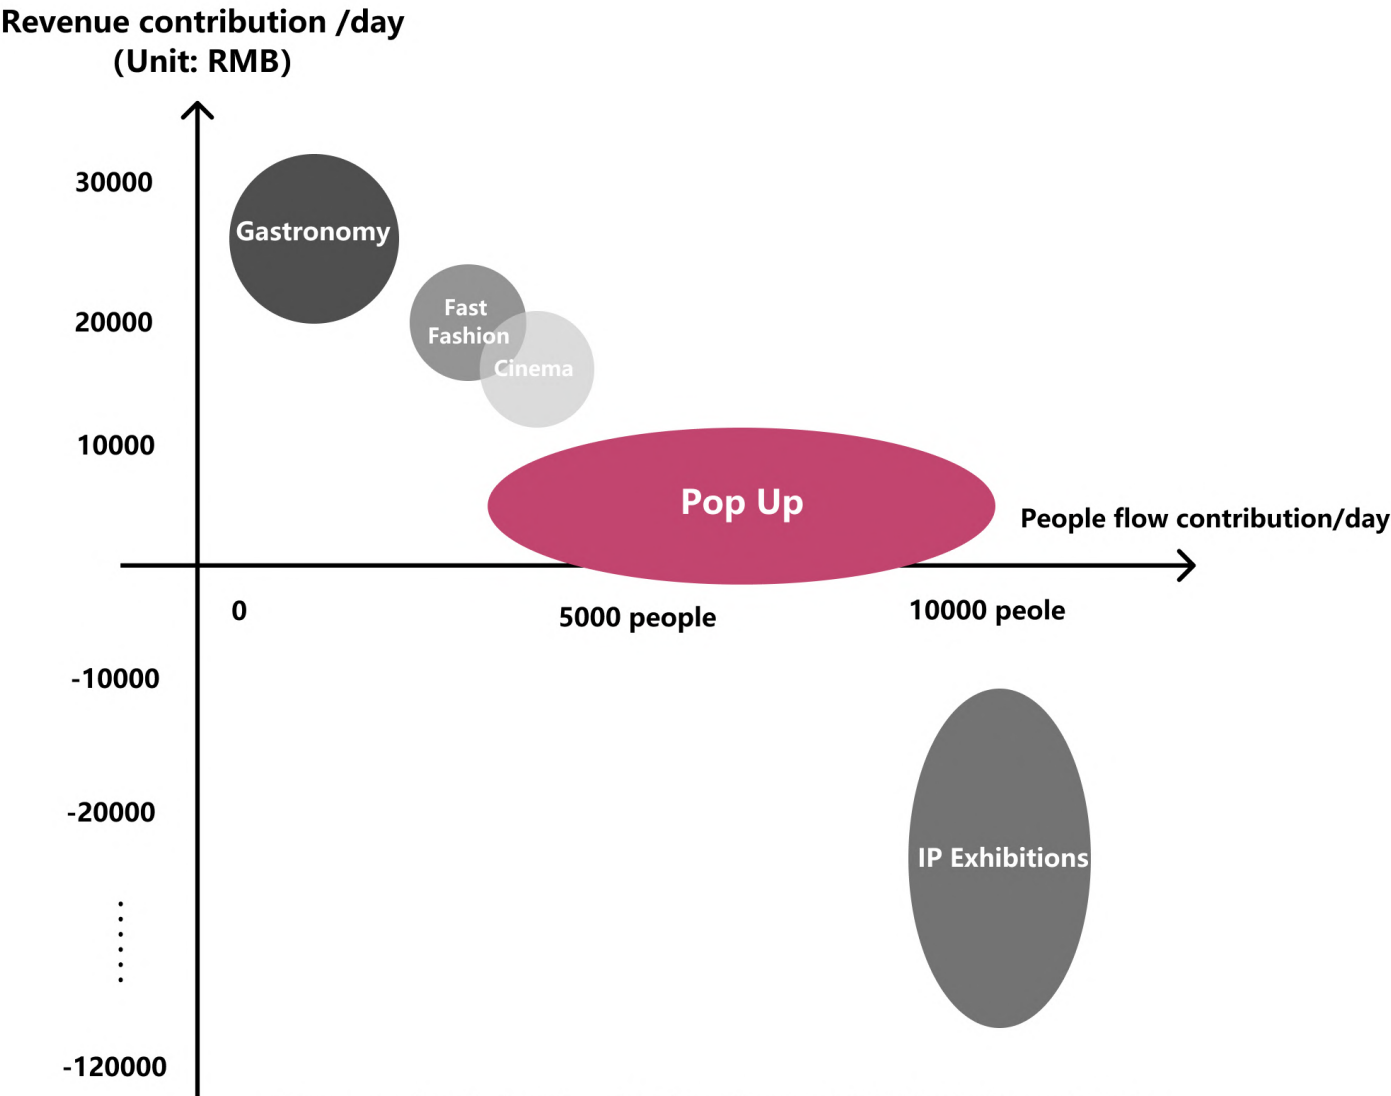 Revenue contribution /day
(Unit: RMB)
30000
Gastronomy
20000
Fast
Fashion
Cinema
10000
Pop Up
People flow contribution/day
0
5000 people
10000 peole
-10000
-20000
IP Exhibitions
-120000